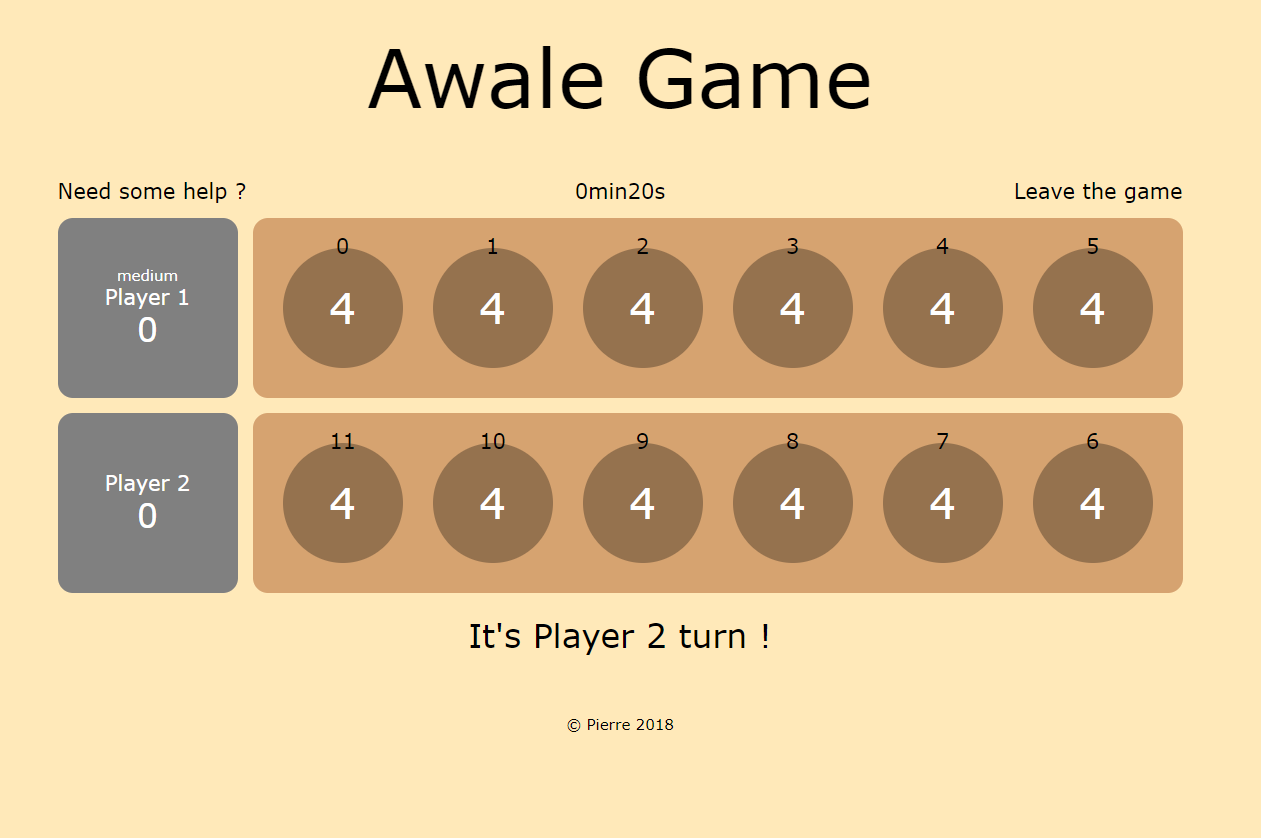 Awale Game
Need some help ? 0min20s Leave the game
0 1 2 3 4 5
medium
Player 1
0
4 4 4 4 4 4
11 10 9 8 7 6
Player 2
0
4 4 4 4 4 4
It's Player 2 turn !
© Pierre 2018